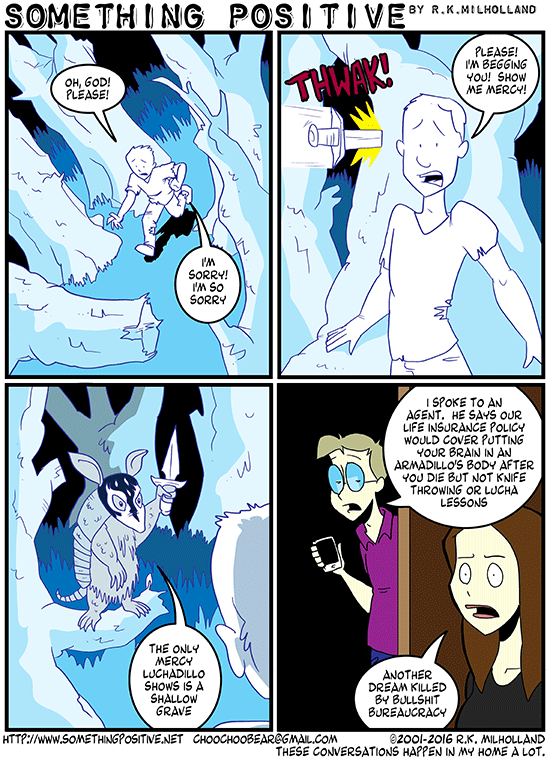 SOMETHING POSITIVE BY R.K.MILHOLLAND
OH, GOD!
PLEASE!
I'M
SORRY!
I'M SO
SORRY
THWAK!
PLEASE!
I'M BEGGING
YOU! SHOW
ME MERCY!
THE ONLY
MERCY
LUCHADILLO
SHOWS IS A
SHALLOW
GRAVE
I SPOKE TO AN
AGENT. HE SAYS OUR
LIFE INSURANCE POLICY
WOULD COVER PUTTING
YOUR BRAIN IN AN
ARMADILLO'S BODY AFTER
YOU DIE BUT NOT KNIFE
THROWING OR LUCHA
LESSONS
ANOTHER
DREAM KILLED
BY BULLSHIT
BUREAUCRACY
HTTP://WWW.SOMETHINGPOSITIVE.NET CHOOCHOOBEAR@GMAIL.COM ©2001-2016 R.K. MILHOLLAND
THESE CONVERSATIONS HAPPEN IN MY HOME A LOT.